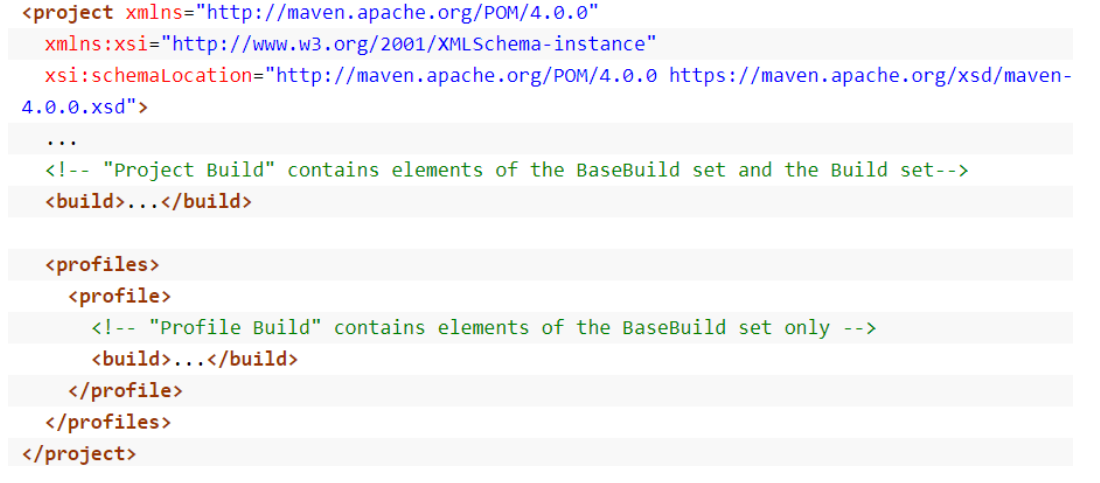 <project xmlns="http://maven.apache.org/POM/4.0.0"
  xmlns:xsi="http://www.w3.org/2001/XMLSchema-instance"
  xsi:schemaLocation="http://maven.apache.org/POM/4.0.0 https://maven.apache.org/xsd/maven-
4.0.0.xsd">
  ...
  <!-- "Project Build" contains elements of the BaseBuild set and the Build set-->
  <build>...</build>

  <profiles>
    <profile>
      <!-- "Profile Build" contains elements of the BaseBuild set only -->
      <build>...</build>
    </profile>
  </profiles>
</project>